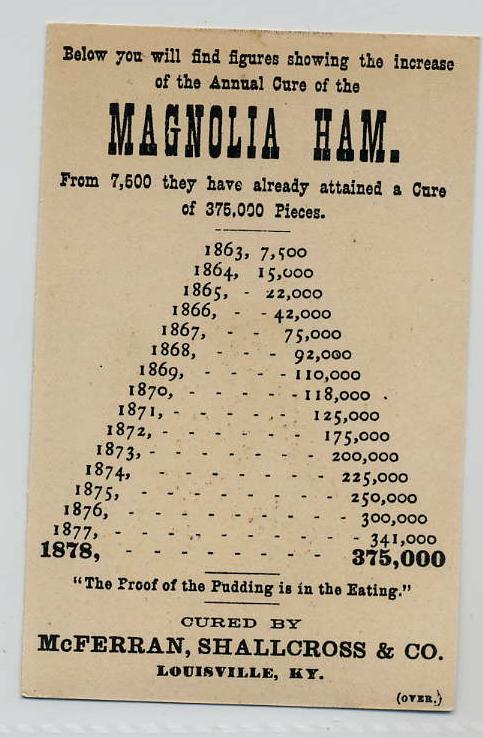 Below you will find figures showing the increase
of the Annual Cure of the
MAGNOLIA HAM.
From 7,500 they have already attained a Cure
of 375,000 Pieces.
1863, 7,500
1864, 15,000
1865, - 22,000
1866, - - 42,000
1867, - - 75,000
1868, - - - 92,000
1869, - - - - 110,000
1870, - - - - - 118,000
1871, - - - - - 125,000
1872, - - - - - - 175,000
1873, - - - - - - - 200,000
1874, - - - - - - - 225,000
1875, - - - - - - - - 250,000
1876, - - - - - - - - - 300,000
1877, - - - - - - - - - - 341,000
1878, - - - - - - - - 375,000
"The Proof of the Pudding is in the Eating."
CURED BY
McFERRAN, SHALLCROSS & CO.
LOUISVILLE, KY.
(OVER.)